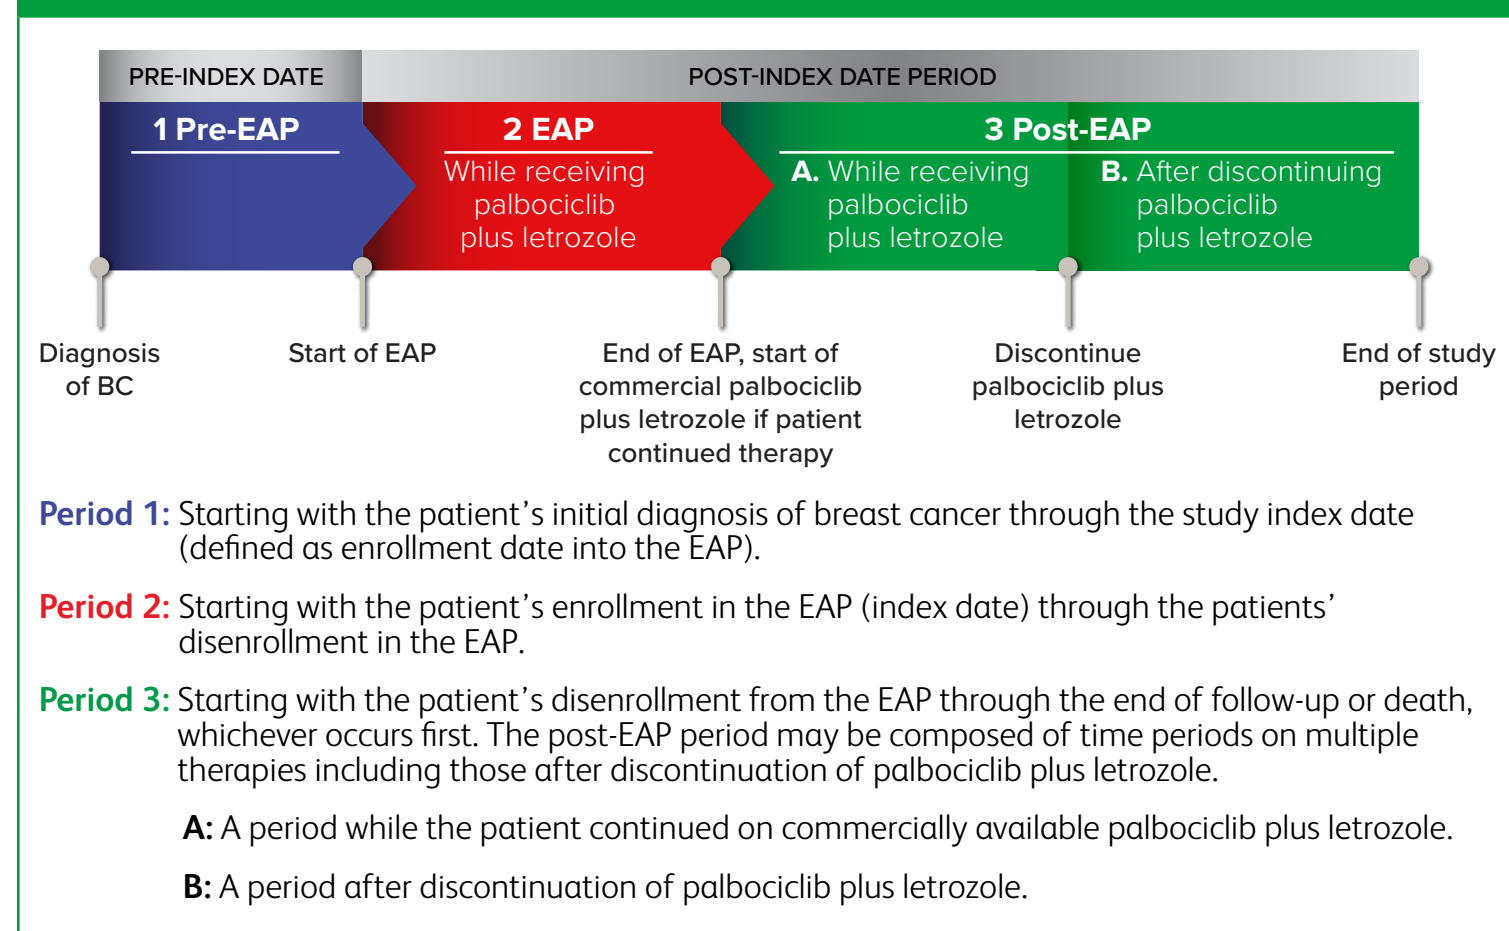 PRE-INDEX DATE
POST-INDEX DATE PERIOD
1 Pre-EAP
2 EAP
While receiving
palbociclib
plus letrozole
3 Post-EAP
A. While receiving
palbociclib
plus letrozole
B. After discontinuing
palbociclib
plus letrozole
Diagnosis
of BC
Start of EAP
End of EAP, start of
commercial palbociclib
plus letrozole if patient
continued therapy
Discontinue
palbociclib plus
letrozole
End of study
period
Period 1: Starting with the patient’s initial diagnosis of breast cancer through the study index date
(defined as enrollment date into the EAP).
Period 2: Starting with the patient’s enrollment in the EAP (index date) through the patients’
disenrollment in the EAP.
Period 3: Starting with the patient’s disenrollment from the EAP through the end of follow-up or death,
whichever occurs first. The post-EAP period may be composed of time periods on multiple
therapies including those after discontinuation of palbociclib plus letrozole.
A: A period while the patient continued on commercially available palbociclib plus letrozole.
B: A period after discontinuation of palbociclib plus letrozole.